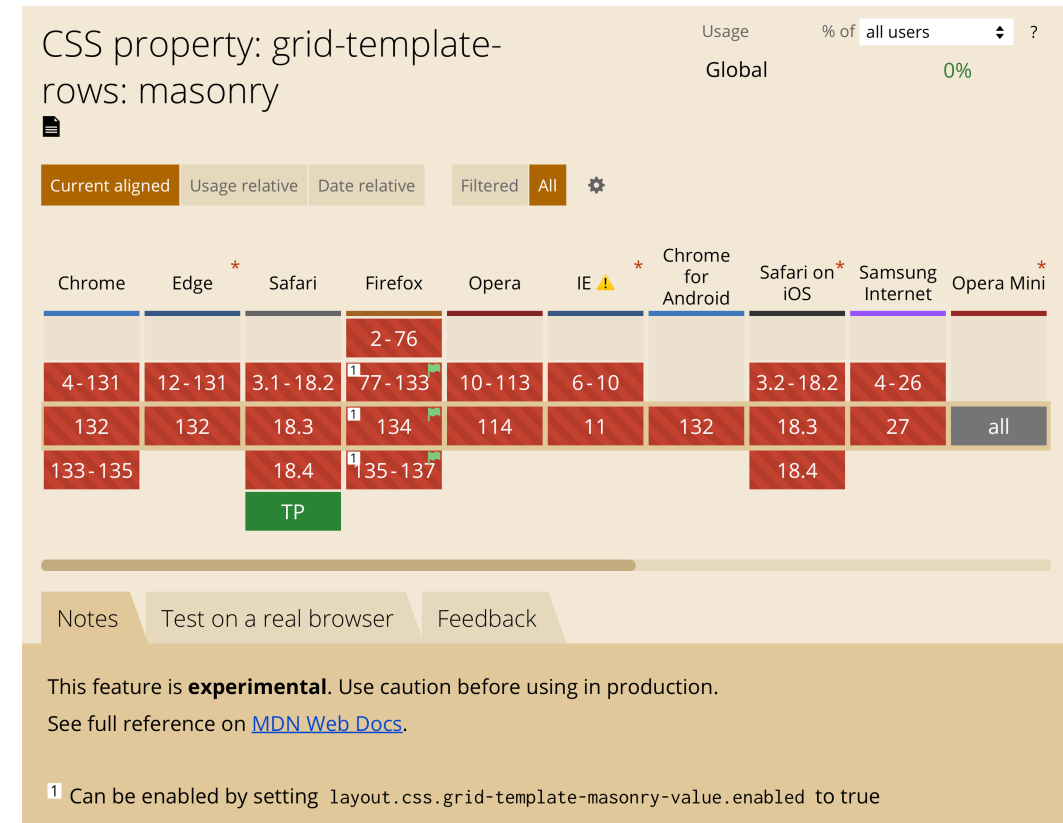 CSS property: grid-template-
rows: masonry
Usage % of all users ?
Global 0%
Current aligned Usage relative Date relative Filtered All
Chrome Edge * Safari Firefox Opera IE * Chrome for Android Safari on iOS * Samsung Internet Opera Mini *
2-76
4-131 12-131 3.1-18.2 1 77-133 10-113 6-10 3.2-18.2 4-26
132 132 18.3 1 134 114 11 132 18.3 27 all
133-135 18.4 1 135-137 18.4
TP
Notes Test on a real browser Feedback
This feature is experimental. Use caution before using in production.
See full reference on MDN Web Docs.
1 Can be enabled by setting layout.css.grid-template-masonry-value.enabled to true